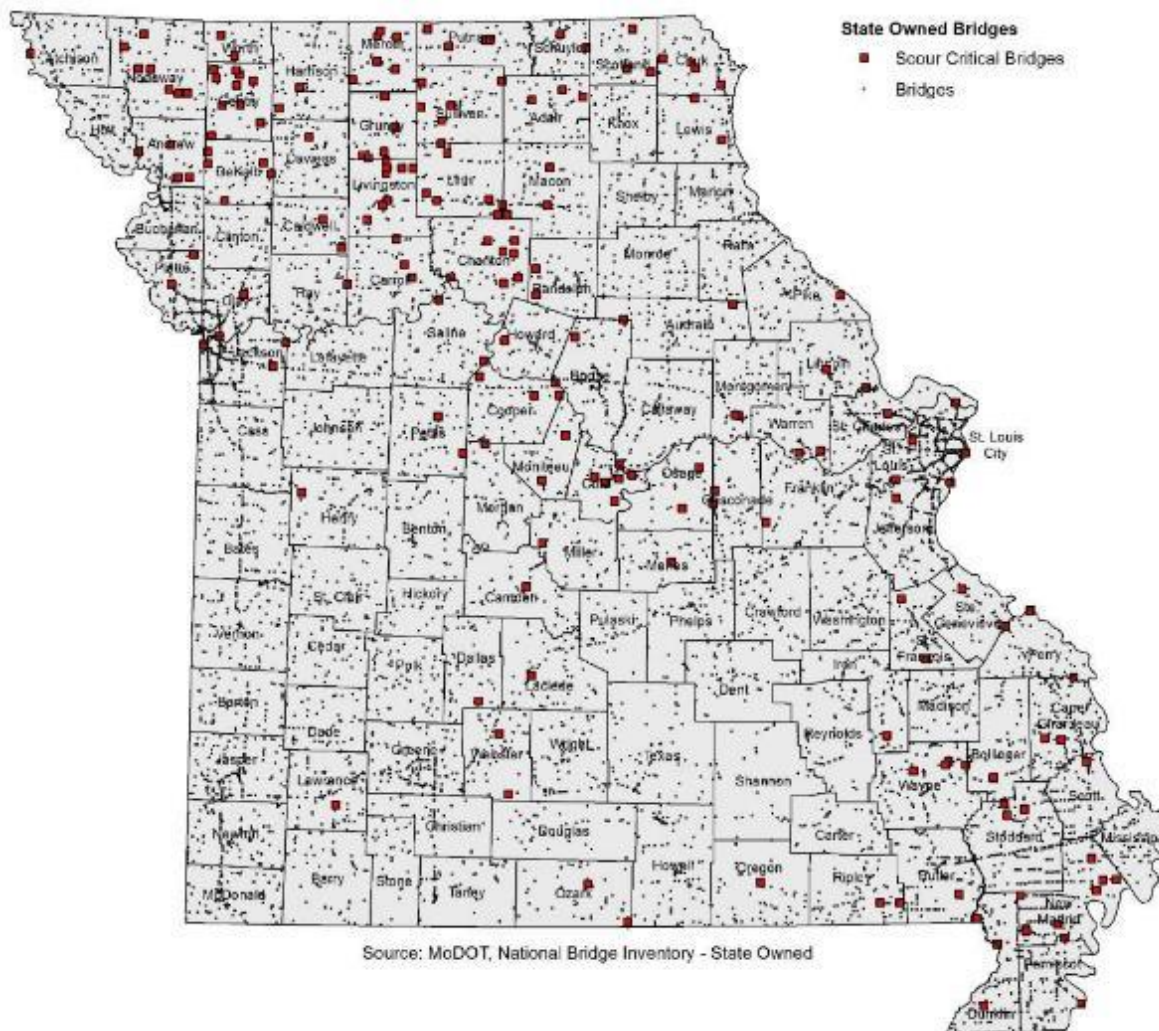 State Owned Bridges
Scour Critical Bridges
Bridges
Atchison
Nodaway
Worth
Harrison
Mercer
Putnam
Schuyler
Scotland
Clark
Holt
Andrew
Gentry
DeKalb
Daviess
Grundy
Sullivan
Adair
Knox
Lewis
Livingston
Linn
Macon
Shelby
Marion
Buchanan
Clinton
Caldwell
Chariton
Monroe
Ralls
Platte
Clay
Ray
Carroll
Randolph
Pike
Saline
Howard
Audrain
Jackson
Lafayette
Boone
Callaway
Montgomery
Lincoln
Cass
Johnson
Pettis
Cooper
Warren
St. Charles
St. Louis
City
St.
Louis
Moniteau
Cole
Osage
Gasconade
Franklin
Henry
Benton
Morgan
Jefferson
Bates
Miller
Maries
St. Clair
Hickory
Camden
Pulaski
Phelps
Crawford
Washington
Ste.
Genevieve
Vernon
Cedar
Polk
Dallas
Laclede
Dent
Iron
St.
Francois
Perry
Barton
Dade
Madison
Cape
Girardeau
Jasper
Greene
Webster
Wright
Texas
Shannon
Reynolds
Bollinger
Lawrence
Wayne
Scott
Newton
Christian
Douglas
Carter
Stoddard
Mississippi
McDonald
Barry
Stone
Taney
Ozark
Howell
Oregon
Ripley
Butler
New
Madrid
Pemiscot
Dunklin
Source: MoDOT, National Bridge Inventory - State Owned